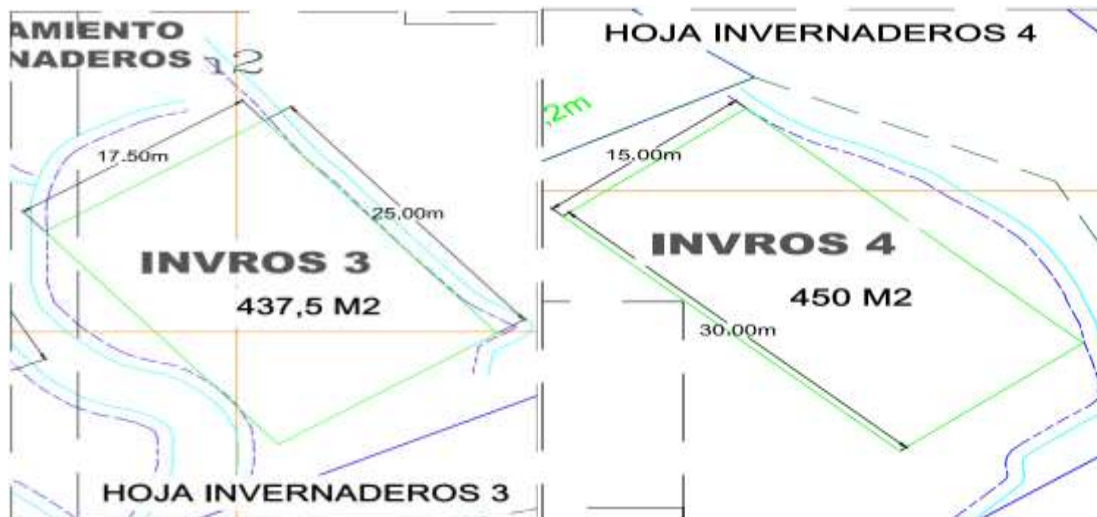 AMIENTO
NADEROS
12
17.50m
25,00m
INVROS 3
437,5 M2
HOJA INVERNADEROS 3
HOJA INVERNADEROS 4
,2m
15.00m
INVROS 4
450 M2
30.00m